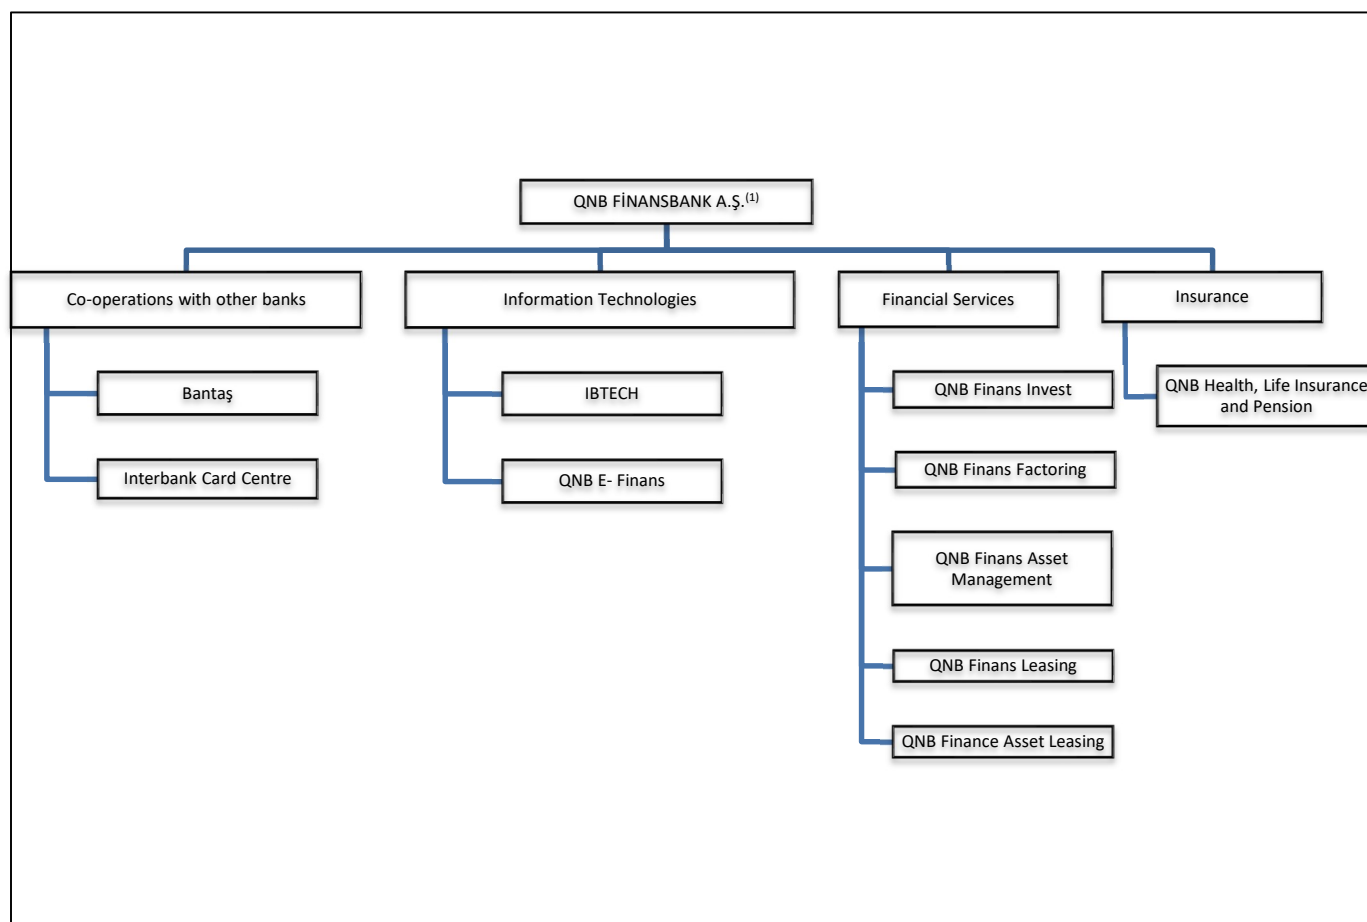 QNB FİNANSBANK A.Ş.(1)
Co-operations with other banks
Information Technologies
Financial Services
Insurance
Bantaş
Interbank Card Centre
IBTECH
QNB E- Finans
QNB Finans Invest
QNB Finans Factoring
QNB Finans Asset
Management
QNB Finans Leasing
QNB Finance Asset Leasing
QNB Health, Life Insurance
and Pension